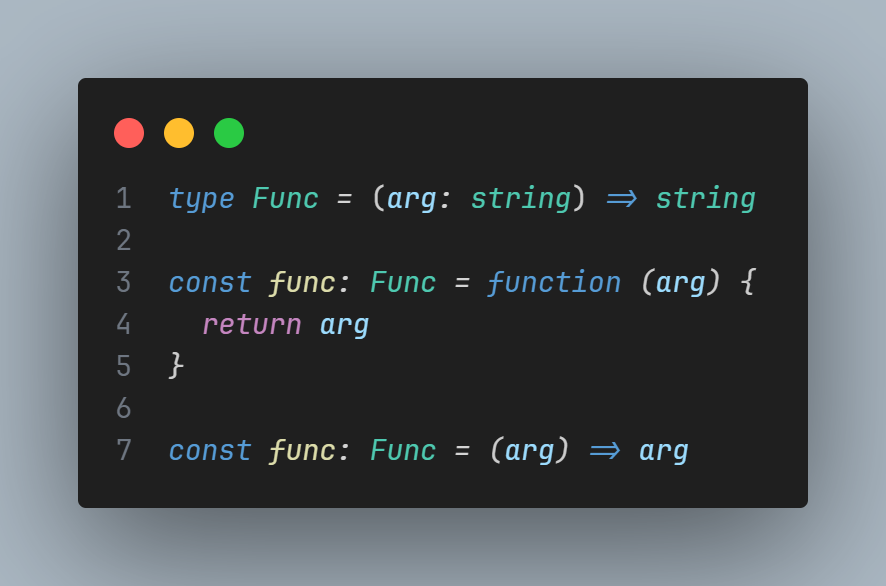 1 type Func = (arg: string) => string
2
3 const func: Func = function (arg) {
4   return arg
5 }
6
7 const func: Func = (arg) => arg